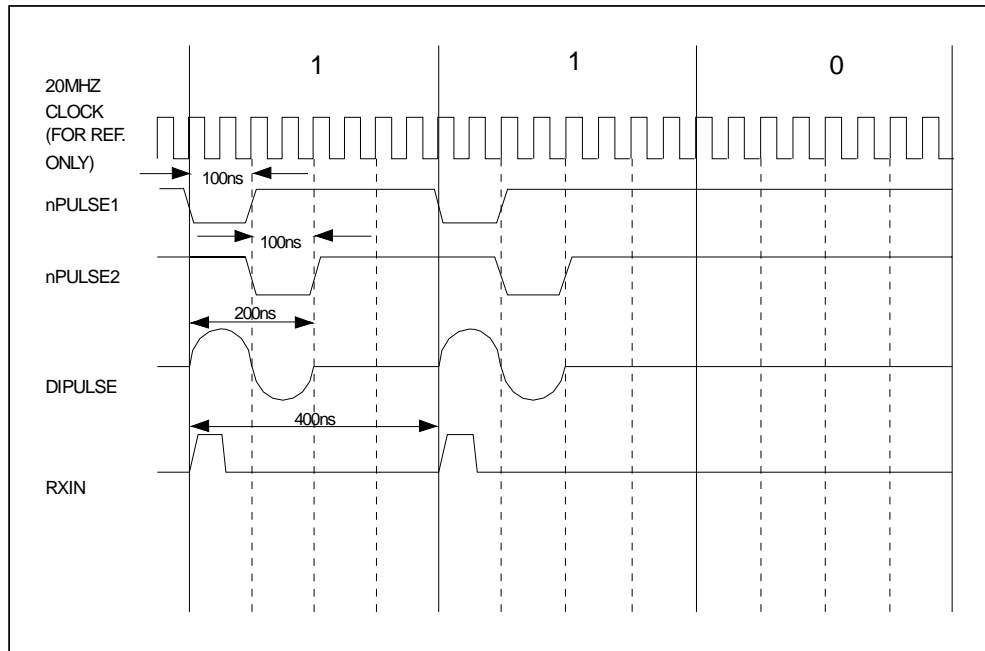 1 1 0
20MHZ
CLOCK
(FOR REF.
ONLY)
100ns
nPULSE1
100ns
nPULSE2
200ns
DIPULSE
400ns
RXIN